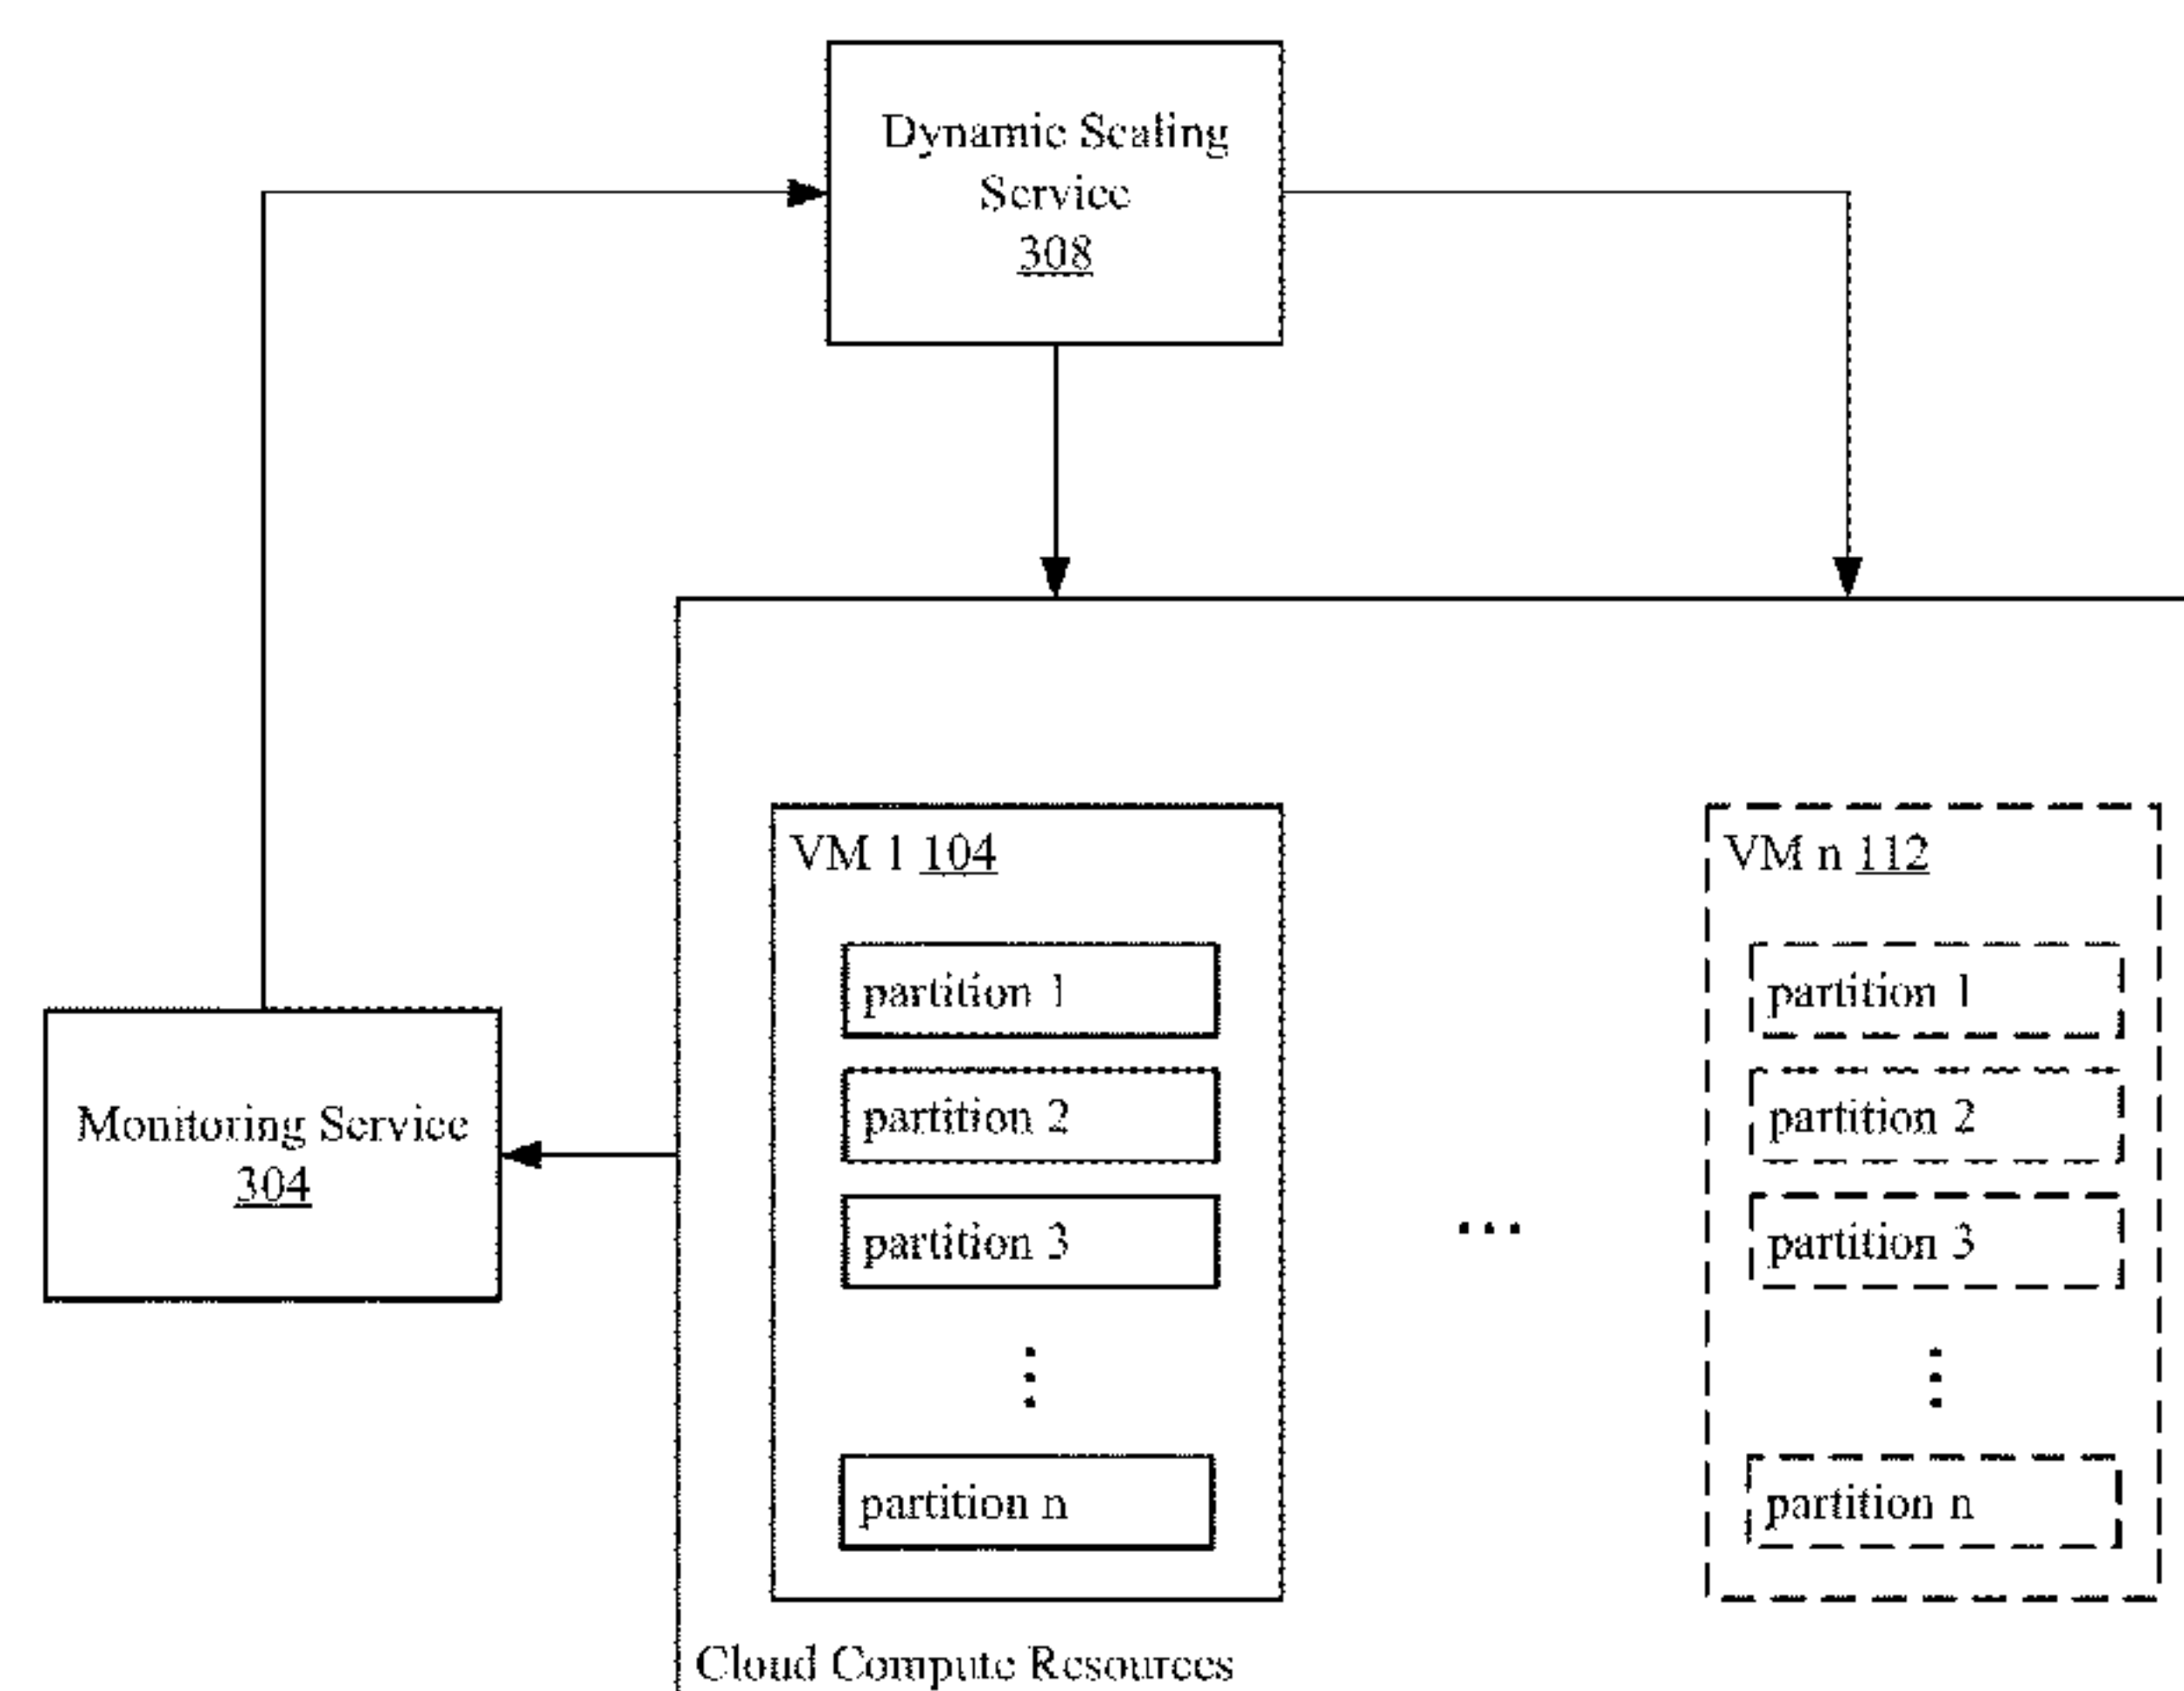 Dynamic Scaling
Service
308
VM 1 104
partition 1
partition 2
partition 3
partition n
...
VM n 112
partition 1
partition 2
partition 3
partition n
Monitoring Service
304
Cloud Compute Resources